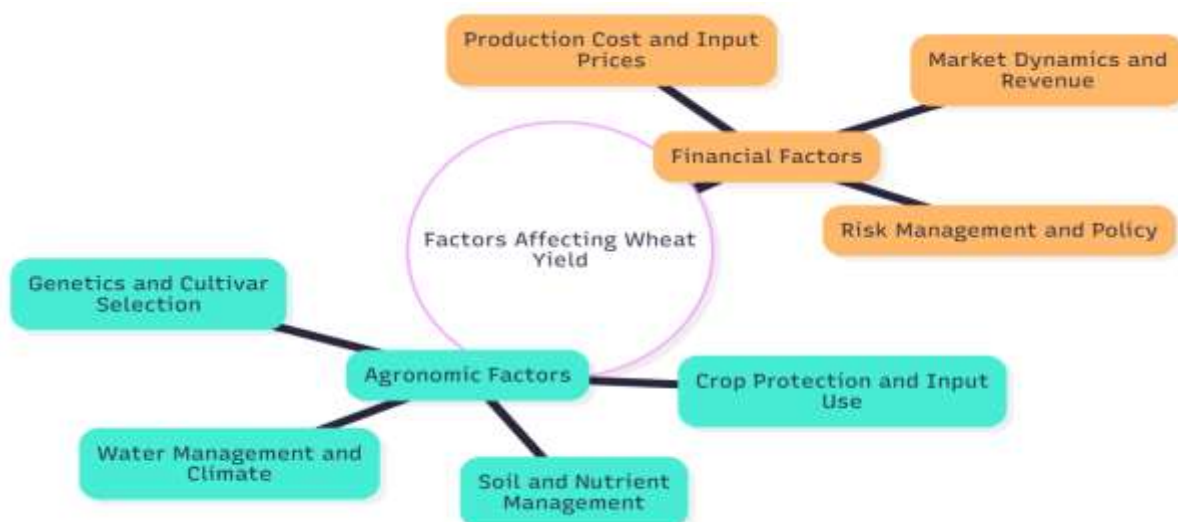 Production Cost and Input
Prices
Market Dynamics and
Revenue
Financial Factors
Risk Management and Policy
Factors Affecting Wheat
Yield
Genetics and Cultivar
Selection
Agronomic Factors
Crop Protection and Input
Use
Water Management and
Climate
Soil and Nutrient
Management